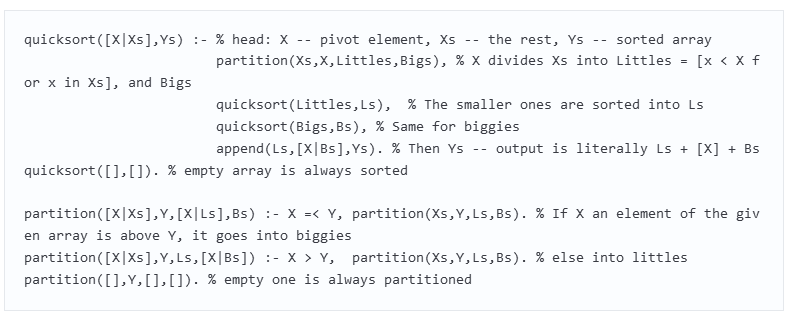 quicksort([X|Xs],Ys) :- % head: X -- pivot element, Xs -- the rest, Ys -- sorted array
partition(Xs,X,Littles,Bigs), % X divides Xs into Littles = [x < X f
or x in Xs], and Bigs
quicksort(Littles,Ls),  % The smaller ones are sorted into Ls
quicksort(Bigs,Bs), % Same for biggies
append(Ls,[X|Bs],Ys). % Then Ys -- output is literally Ls + [X] + Bs
quicksort([],[]). % empty array is always sorted
partition([X|Xs],Y,[X|Ls],Bs) :- X =< Y, partition(Xs,Y,Ls,Bs). % If X an element of the giv
en array is above Y, it goes into biggies
partition([X|Xs],Y,Ls,[X|Bs]) :- X > Y,  partition(Xs,Y,Ls,Bs). % else into littles
partition([],Y,[],[]). % empty one is always partitioned